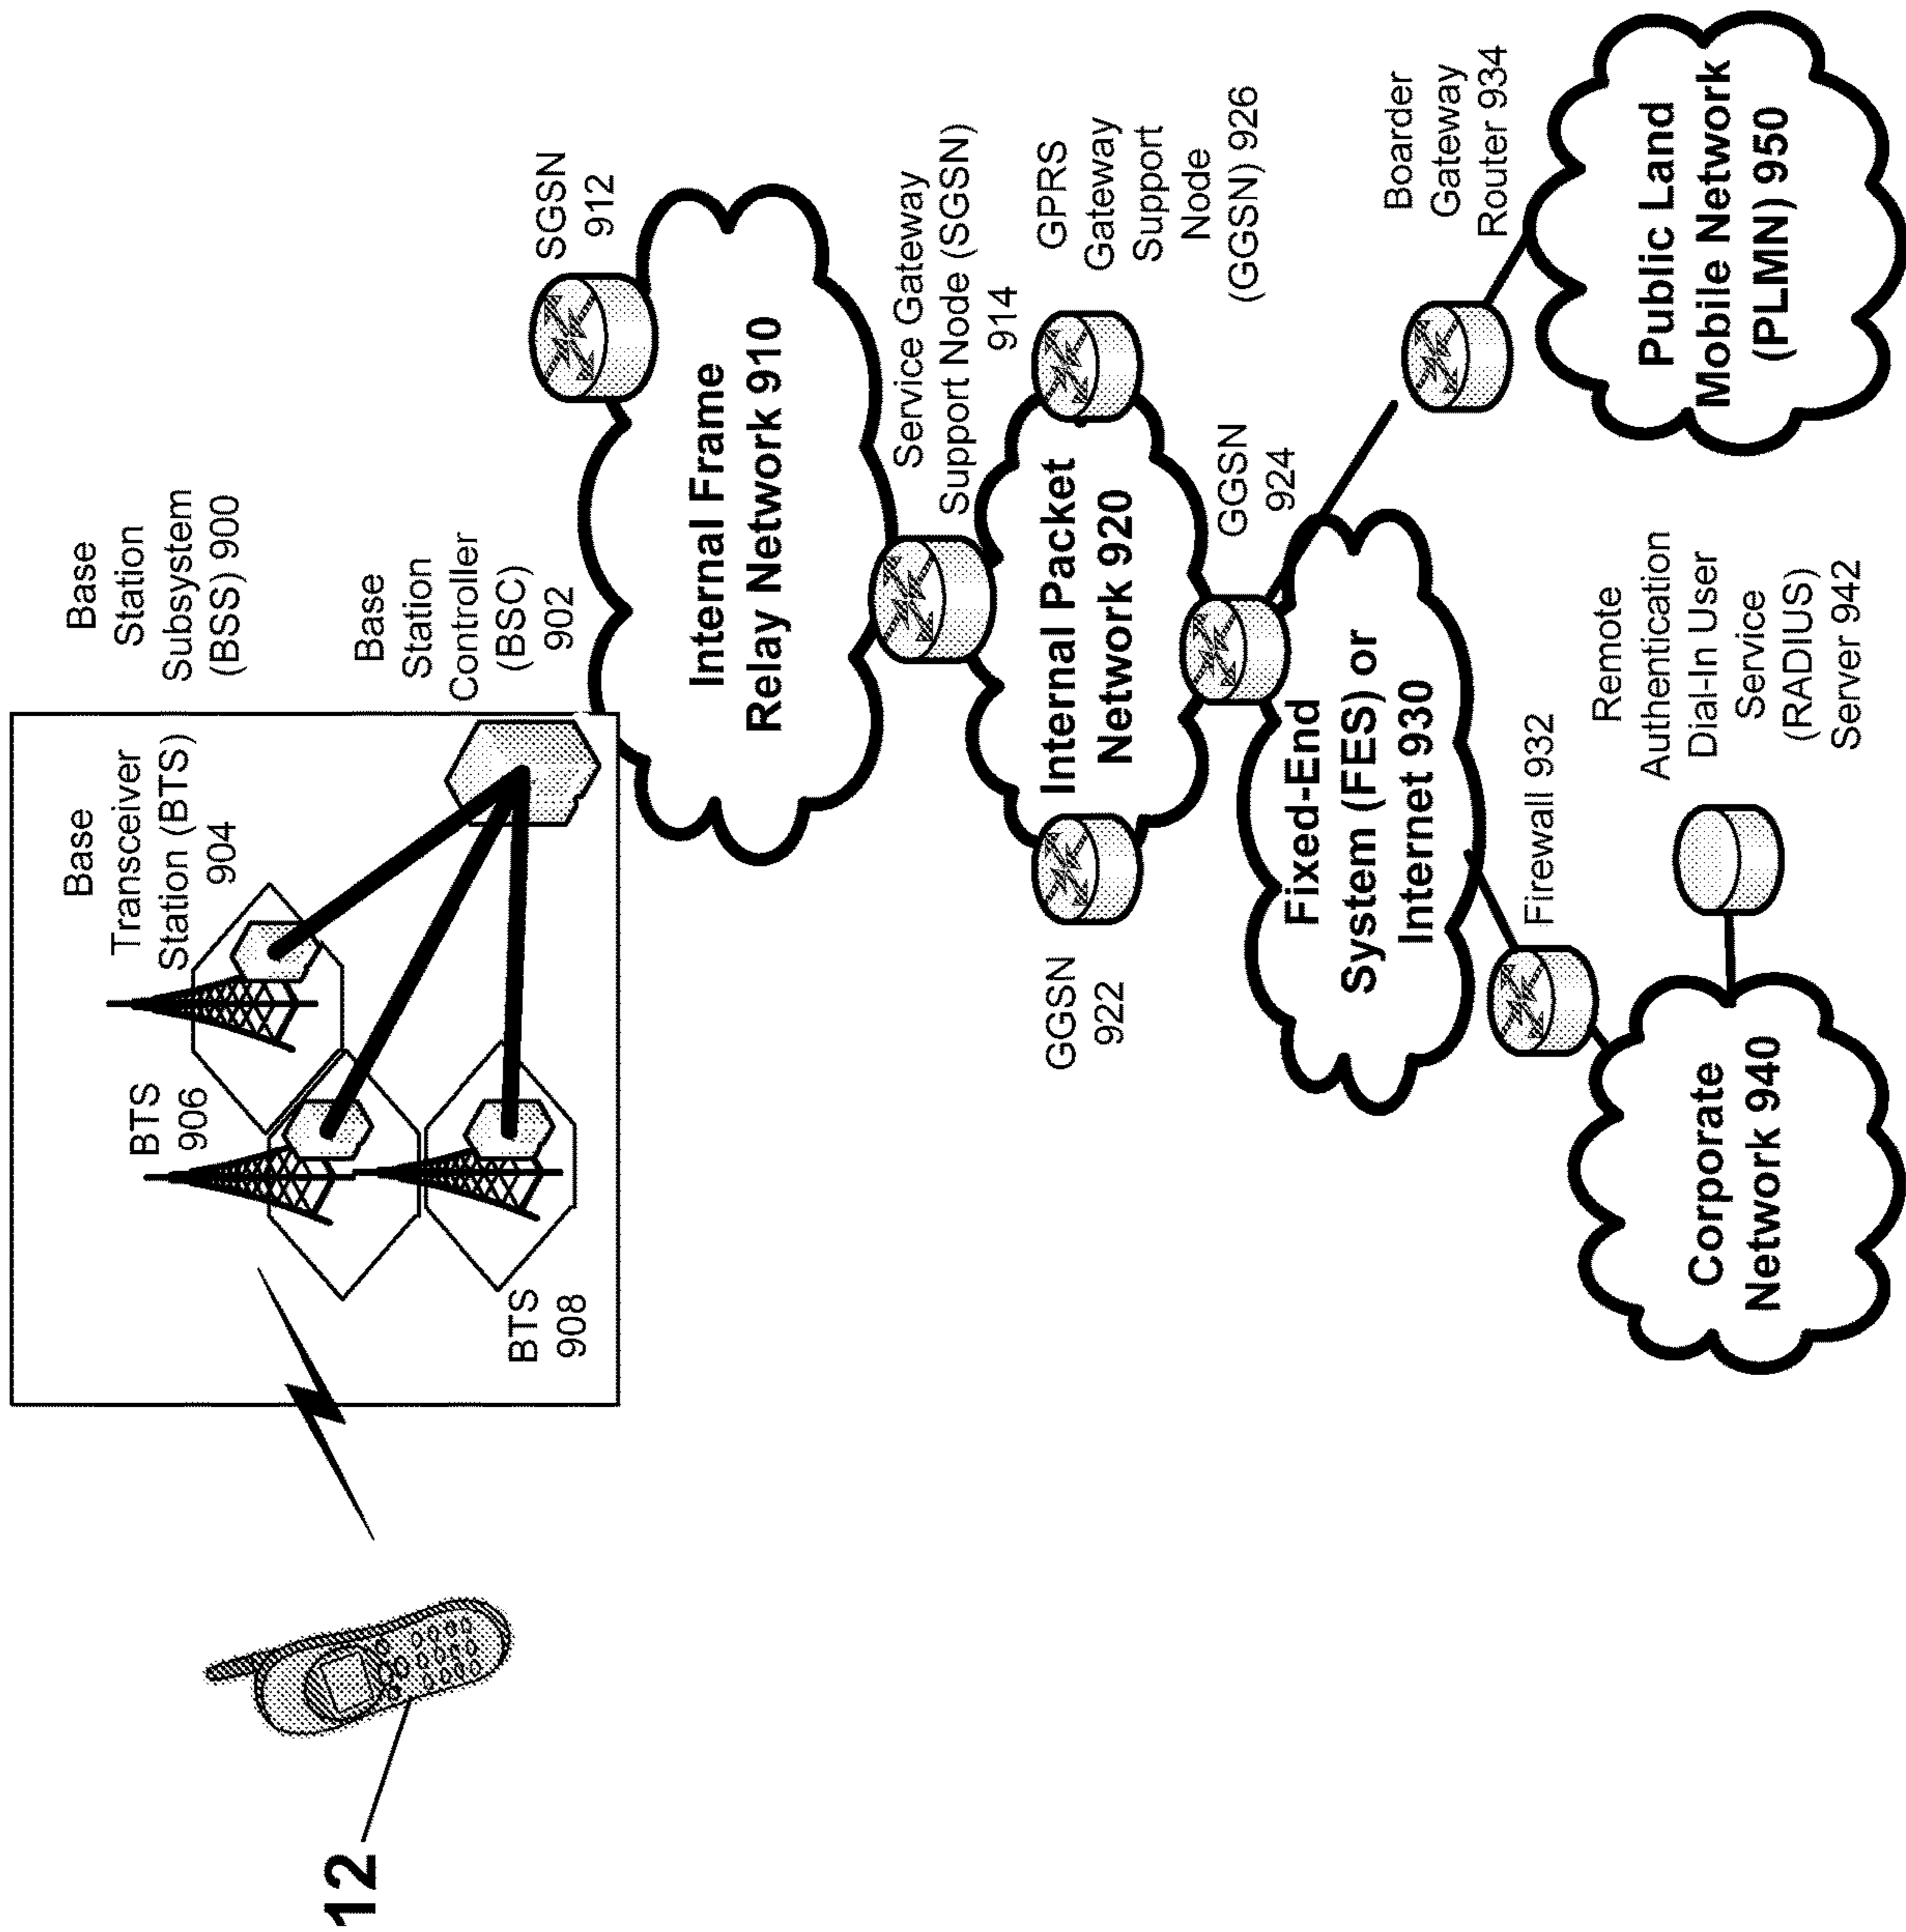 Base
Station
Subsystem
(BSS) 900
Base
Transceiver
Station (BTS)
904
BTS
906
BTS
908
Base
Station
Controller
(BSC)
902
12
SGSN
912
Internal Frame
Relay Network 910
Service Gateway
Support Node (SGSN)
914
GPRS
Gateway
Support
Node
(GGSN) 926
Internal Packet
Network 920
GGSN
922
GGSN
924
Fixed-End
System (FES) or
Internet 930
Boarder
Gateway
Router 934
Public Land
Mobile Network
(PLMN) 950
Firewall 932
Remote
Authentication
Dial-In User
Service
(RADIUS)
Server 942
Corporate
Network 940